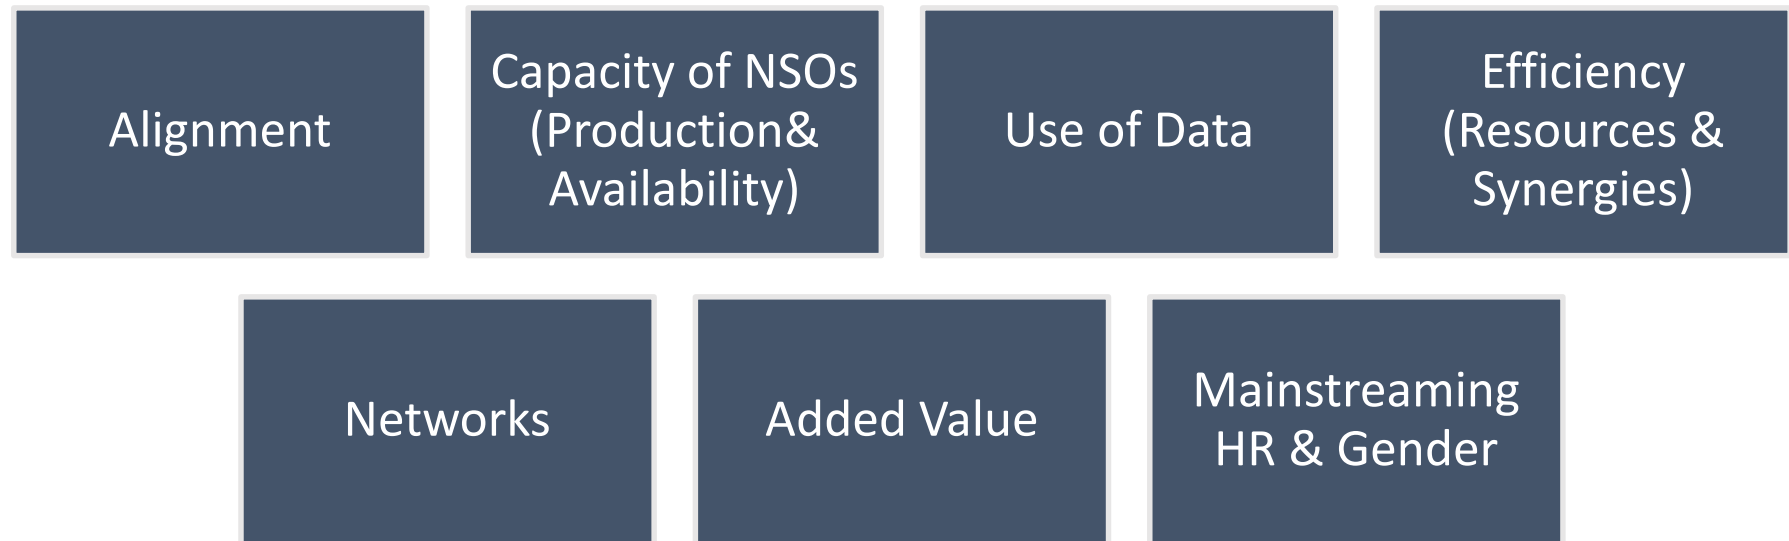 Alignment
Capacity of NSOs
(Production&
Availability)
Use of Data
Efficiency
(Resources &
Synergies)
Networks
Added Value
Mainstreaming
HR & Gender